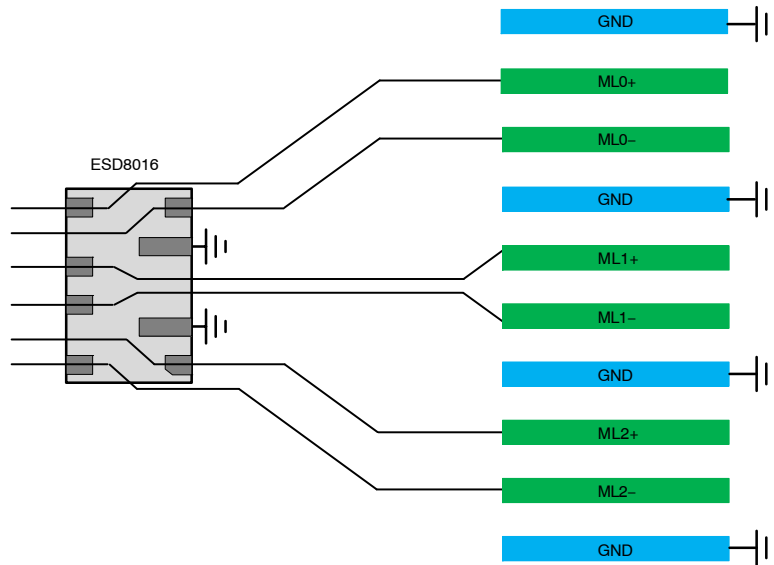 GND
ML0+
ESD8016
ML0−
GND
ML1+
ML1−
GND
ML2+
ML2−
GND